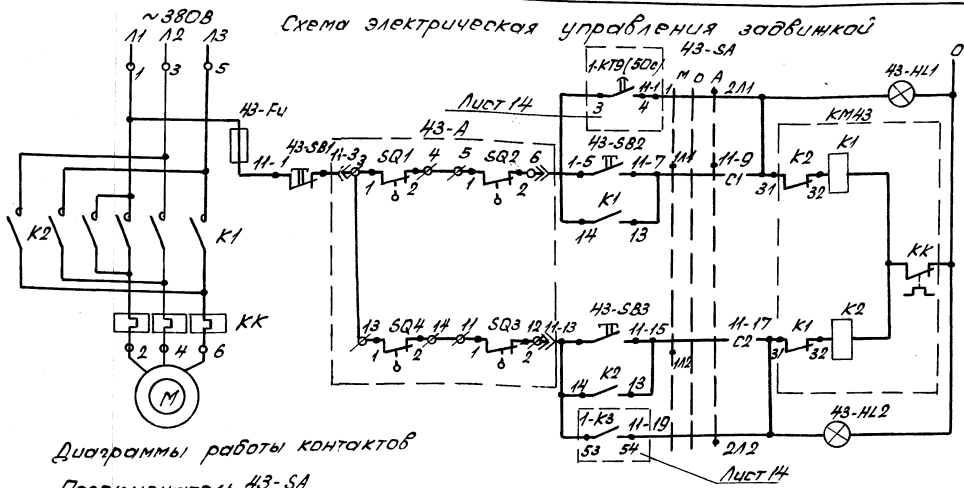 Схема электрическая управления задвижкой
~380В
Л1 Л2 Л3
1 3 5
43-Fu
43-SB1
11-1
11-3
43-А
3 1 SQ1 2 4 5 1 SQ2 2 6
Лист 14
1-КТ9(50с)
3 4 11-1
43-SA
1 М О А 2Л1
43-SB2
1-5 11-7 1Л1 11-9
С1
К1
14 13
43-HL1
О
КМ43
К2 К1
31 32
КК
К2 К1
КК
2 4 6
М
13 1 SQ4 2 14 11 1 SQ3 2 12 11-13
43-SB3
11-15 1Л2 11-17
С2
К2
14 13
1-К3
53 54 11-19
2Л2
К1 К2
31 32
43-HL2
Лист 14
Диаграммы работы контактов
43-SA